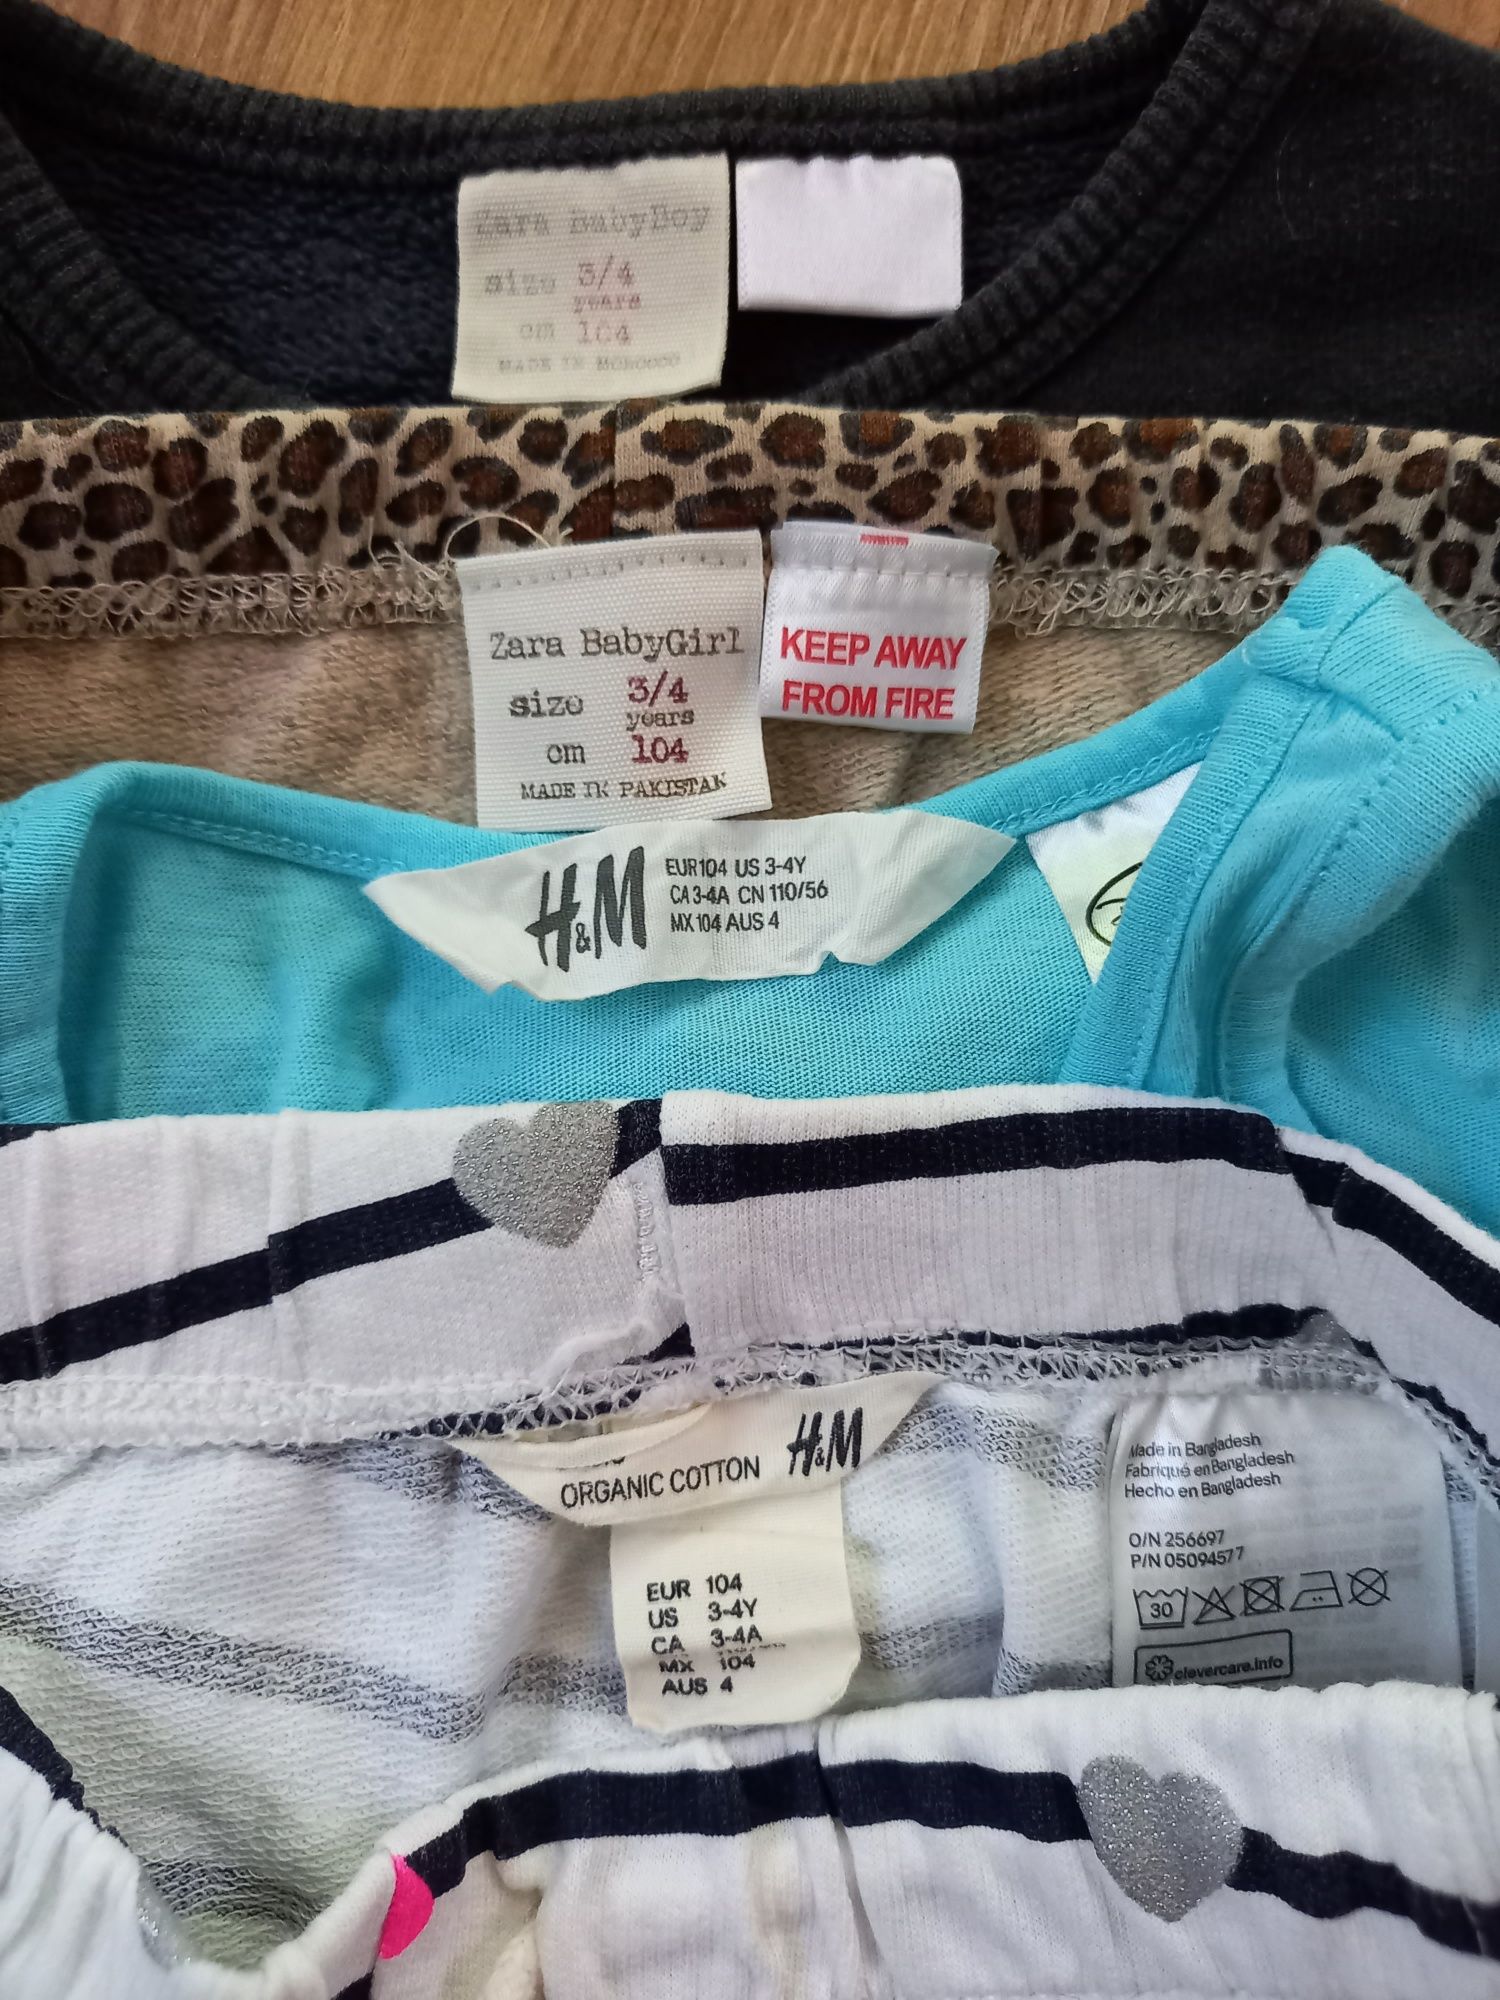 Zara BabyBoy
size 3/4
years
cm 104
MADE IN MOROCCO
Zara BabyGirl
size 3/4
years
cm 104
MADE IN PAKISTAN
KEEP AWAY
FROM FIRE
H&M
EUR104 US 3-4Y
CA 3-4A CN 110/56
MX 104 AUS 4
H&M
ORGANIC COTTON
EUR 104
US 3-4Y
CA 3-4A
MX 104
AUS 4
Made in Bangladesh
Fabriqué en Bangladesh
Hecho en Bangladesh
O/N 256697
P/N 05094577
30
clevercare.info